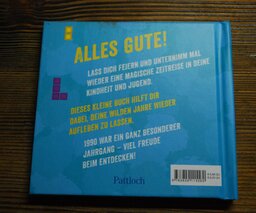 ALLES GUTE!
LASS DICH FEIERN UND UNTERNIMM MAL
WIEDER EINE MAGISCHE ZEITREISE IN DEINE
KINDHEIT UND JUGEND.
DIESES KLEINE BUCH HILFT DIR
DABEI, DEINE WILDEN JAHRE WIEDER
AUFLEBEN ZU LASSEN.
1990 WAR EIN GANZ BESONDERER
JAHRGANG – VIEL FREUDE
BEIM ENTDECKEN!
Pattloch